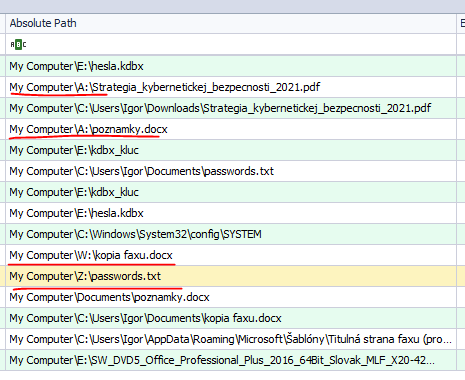 Absolute Path
E
ABC
My Computer\E:\hesla.kdbx
My Computer\A:\Strategia_kybernetickej_bezpecnosti_2021.pdf
My Computer\C:\Users\Igor\Downloads\Strategia_kybernetickej_bezpecnosti_2021.pdf
My Computer\A:\poznamky.docx
My Computer\E:\kdbx_kluc
My Computer\C:\Users\Igor\Documents\passwords.txt
My Computer\E:\kdbx_kluc
My Computer\E:\hesla.kdbx
My Computer\C:\Windows\System32\config\SYSTEM
My Computer\W:\kopia faxu.docx
My Computer\Z:\passwords.txt
My Computer\Documents\poznamky.docx
My Computer\C:\Users\Igor\Documents\kopia faxu.docx
My Computer\C:\Users\Igor\AppData\Roaming\Microsoft\Šablóny\Titulná strana faxu (pro...
My Computer\E:\SW_DVD5_Office_Professional_Plus_2016_64Bit_Slovak_MLF_X20-42...